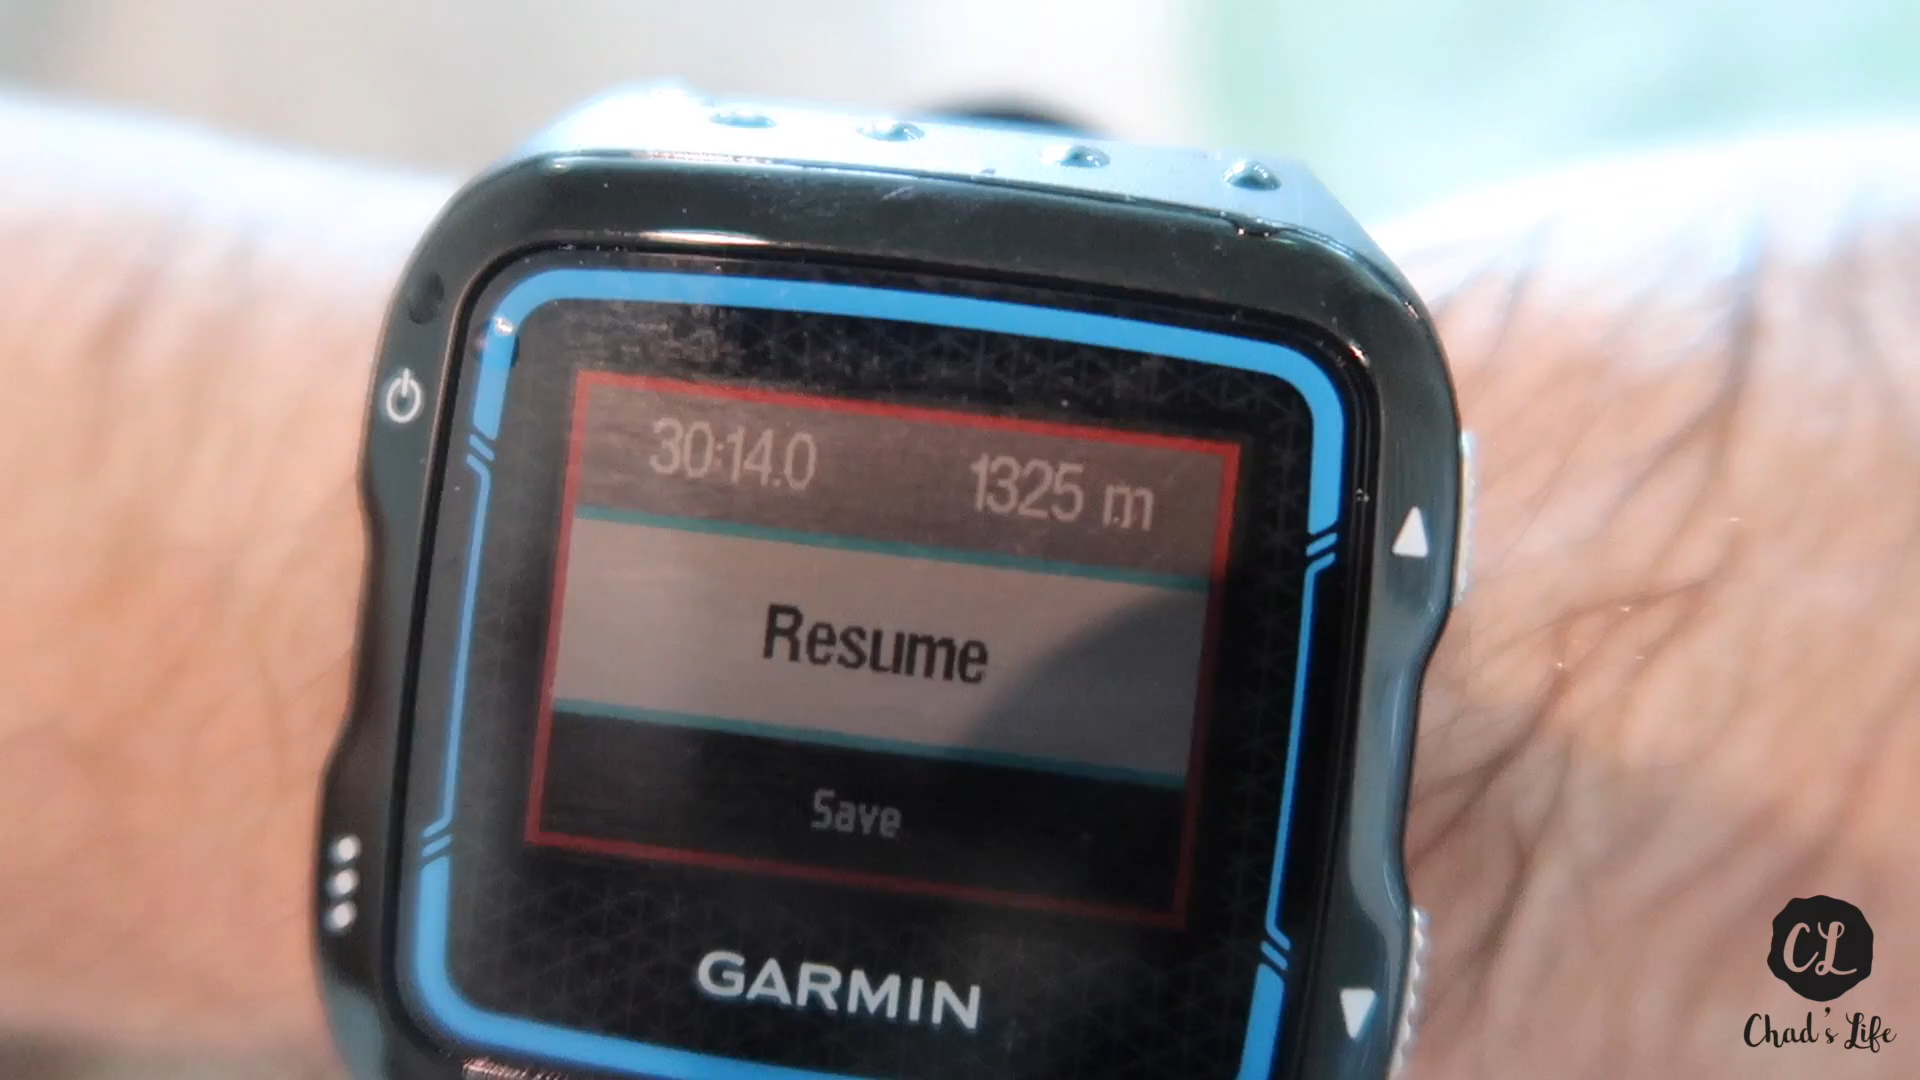 30:14.0 1325 m
Resume
Save
GARMIN
CL
Chad's Life